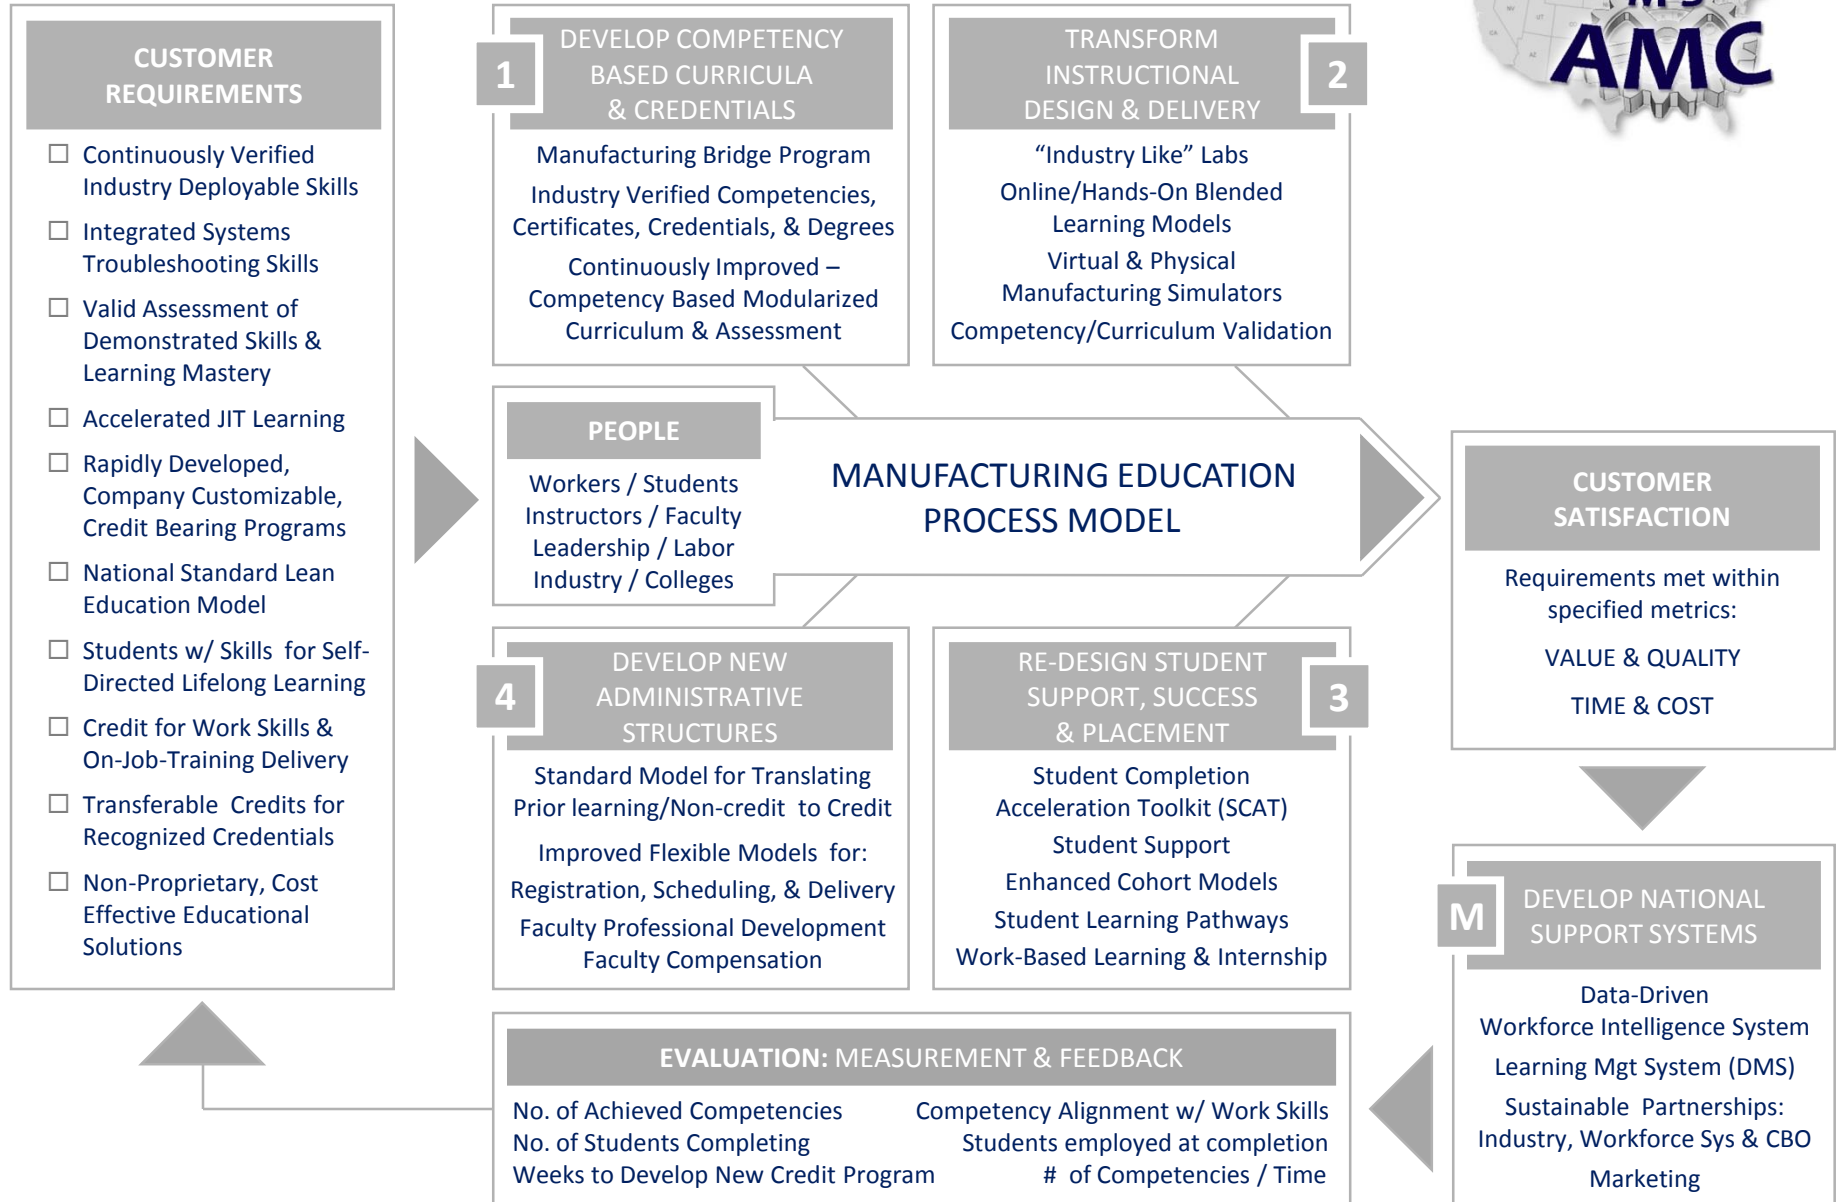 CUSTOMER
REQUIREMENTS
☐ Continuously Verified
Industry Deployable Skills
☐ Integrated Systems
Troubleshooting Skills
☐ Valid Assessment of
Demonstrated Skills &
Learning Mastery
☐ Accelerated JIT Learning
☐ Rapidly Developed,
Company Customizable,
Credit Bearing Programs
☐ National Standard Lean
Education Model
☐ Students w/ Skills for Self-
Directed Lifelong Learning
☐ Credit for Work Skills &
On-Job-Training Delivery
☐ Transferable Credits for
Recognized Credentials
☐ Non-Proprietary, Cost
Effective Educational
Solutions
1
DEVELOP COMPETENCY
BASED CURRICULA
& CREDENTIALS
Manufacturing Bridge Program
Industry Verified Competencies,
Certificates, Credentials, & Degrees
Continuously Improved –
Competency Based Modularized
Curriculum & Assessment
TRANSFORM
INSTRUCTIONAL
DESIGN & DELIVERY
2
“Industry Like” Labs
Online/Hands-On Blended
Learning Models
Virtual & Physical
Manufacturing Simulators
Competency/Curriculum Validation
AMC
PEOPLE
Workers / Students
Instructors / Faculty
Leadership / Labor
Industry / Colleges
MANUFACTURING EDUCATION
PROCESS MODEL
CUSTOMER
SATISFACTION
Requirements met within
specified metrics:
VALUE & QUALITY
TIME & COST
4
DEVELOP NEW
ADMINISTRATIVE
STRUCTURES
Standard Model for Translating
Prior learning/Non-credit to Credit
Improved Flexible Models for:
Registration, Scheduling, & Delivery
Faculty Professional Development
Faculty Compensation
RE-DESIGN STUDENT
SUPPORT, SUCCESS
& PLACEMENT
3
Student Completion
Acceleration Toolkit (SCAT)
Student Support
Enhanced Cohort Models
Student Learning Pathways
Work-Based Learning & Internship
M
DEVELOP NATIONAL
SUPPORT SYSTEMS
Data-Driven
Workforce Intelligence System
Learning Mgt System (DMS)
Sustainable Partnerships:
Industry, Workforce Sys & CBO
Marketing
EVALUATION: MEASUREMENT & FEEDBACK
No. of Achieved Competencies
No. of Students Completing
Weeks to Develop New Credit Program
Competency Alignment w/ Work Skills
Students employed at completion
# of Competencies / Time